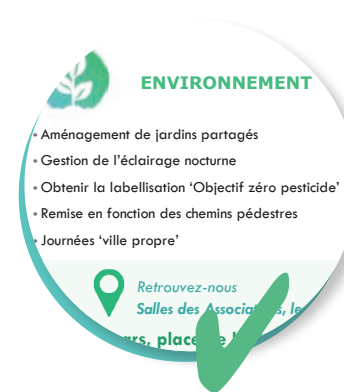 ENVIRONNEMENT
• Aménagement de jardins partagés
• Gestion de l'éclairage nocturne
• Obtenir la labellisation 'Objectif zéro pesticide'
• Remise en fonction des chemins pédestres
• Journées 'ville propre'
Retrouvez-nous
Salles des
place